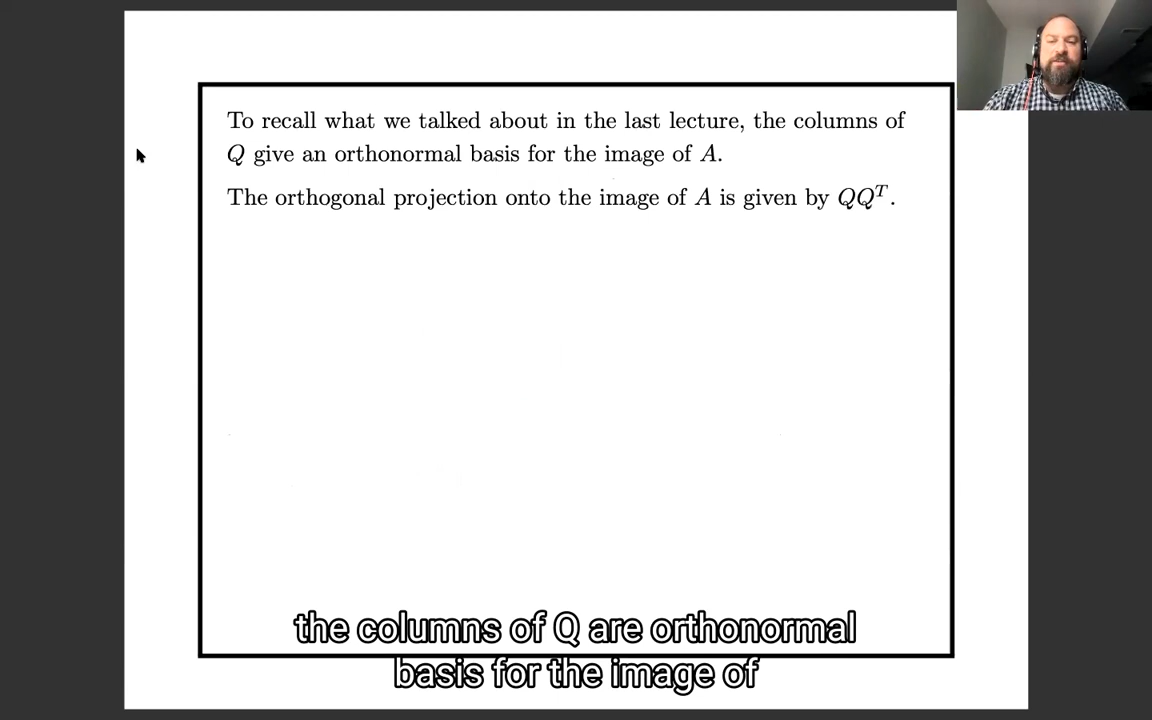 To recall what we talked about in the last lecture, the columns of
Q give an orthonormal basis for the image of A.
The orthogonal projection onto the image of A is given by QQᵀ.
the columns of Q are orthonormal
basis for the image of